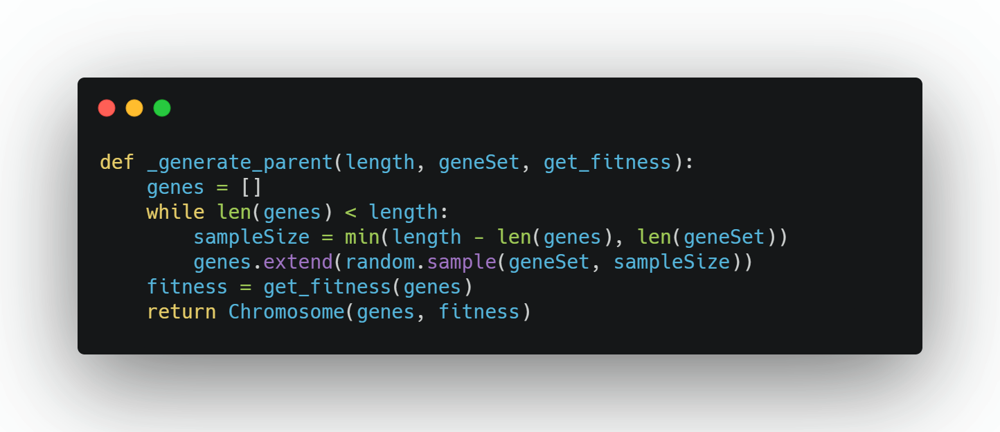 def _generate_parent(length, geneSet, get_fitness):
    genes = []
    while len(genes) < length:
        sampleSize = min(length - len(genes), len(geneSet))
        genes.extend(random.sample(geneSet, sampleSize))
    fitness = get_fitness(genes)
    return Chromosome(genes, fitness)